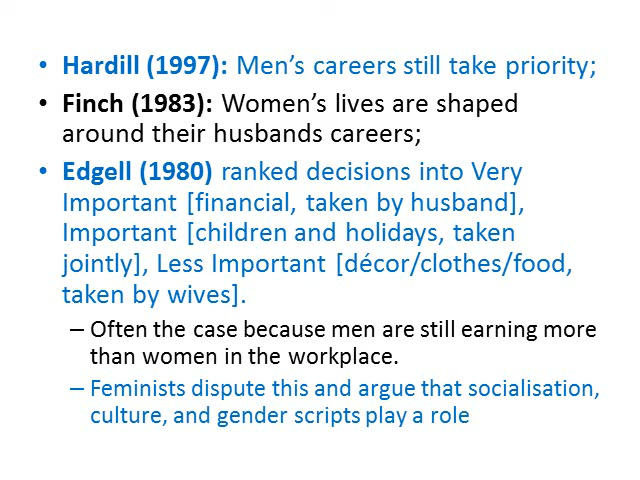 • Hardill (1997): Men’s careers still take priority;
• Finch (1983): Women’s lives are shaped
around their husbands careers;
• Edgell (1980) ranked decisions into Very
Important [financial, taken by husband],
Important [children and holidays, taken
jointly], Less Important [décor/clothes/food,
taken by wives].
– Often the case because men are still earning more
than women in the workplace.
– Feminists dispute this and argue that socialisation,
culture, and gender scripts play a role